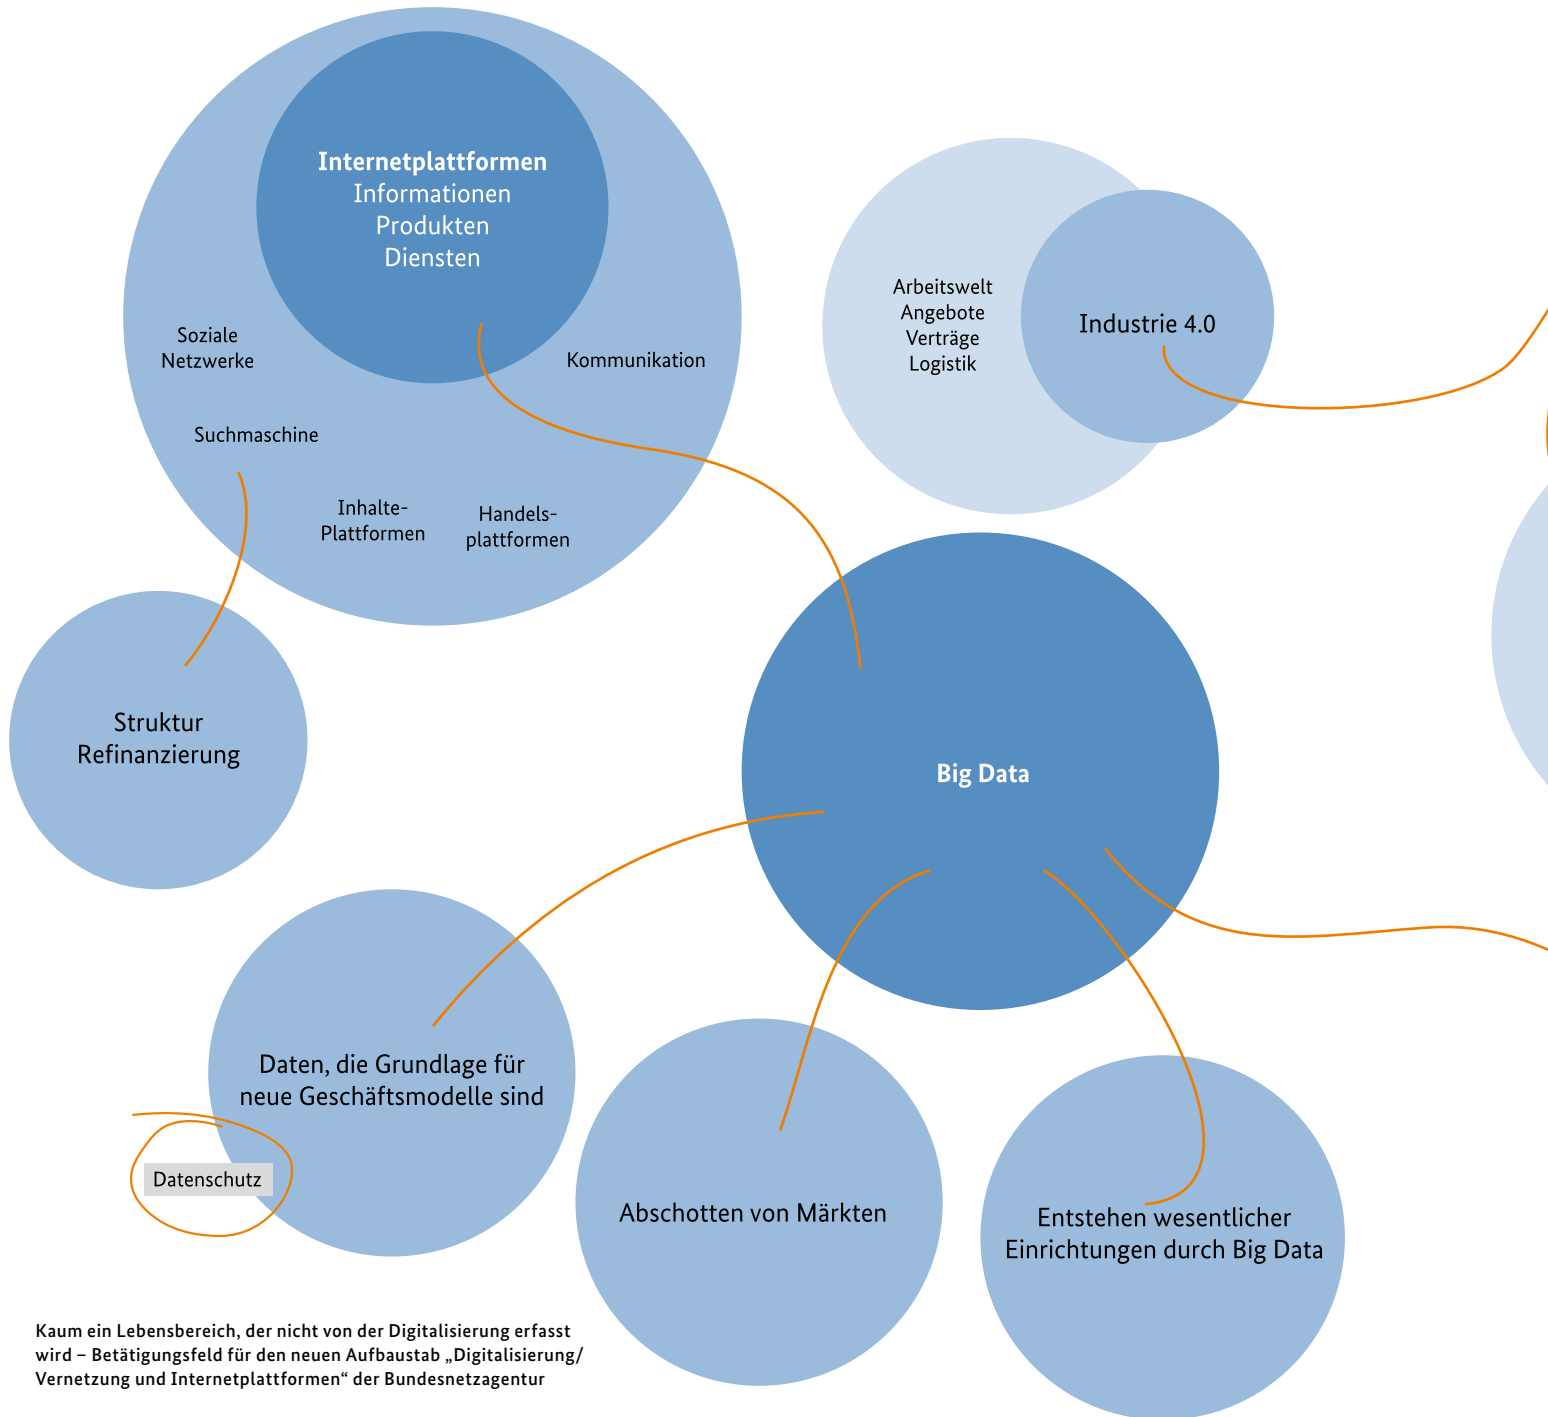 Internetplattformen
Informationen
Produkten
Diensten
Soziale
Netzwerke
Kommunikation
Suchmaschine
Inhalte-
Plattformen
Handels-
plattformen
Arbeitswelt
Angebote
Verträge
Logistik
Industrie 4.0
Struktur
Refinanzierung
Big Data
Daten, die Grundlage für
neue Geschäftsmodelle sind
Datenschutz
Abschotten von Märkten
Entstehen wesentlicher
Einrichtungen durch Big Data
Kaum ein Lebensbereich, der nicht von der Digitalisierung erfasst
wird – Betätigungsfeld für den neuen Aufbaustab „Digitalisierung/
Vernetzung und Internetplattformen“ der Bundesnetzagentur